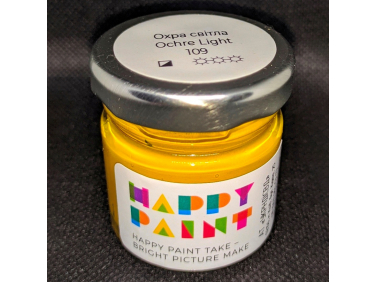 Охра світла
Ochre Light
109
HAPPY
PAINT
HAPPY PAINT TAKE –
BRIGHT PICTURE MAKE